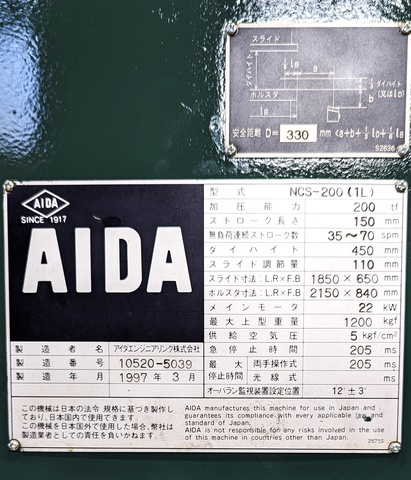 スライド
ℓB
a
ダイハイト
(又はℓD)
ボルスタ
b
ℓa
安全距離 D= 330 mm <a+b+⅓ℓD+⅙ℓB
S2836
AIDA
SINCE 1917
AIDA
製造者名 アイダエンジニアリング株式会社
製造番号 10520-5039
製造年月 1997年 3月
型式 NCS-200(1L)
加圧能力 200 tf
ストローク長さ 150 mm
無負荷連続ストローク数 35~70 spm
ダイハイト 450 mm
スライド調節量 110 mm
スライド寸法:L.R×F.B 1850×650 mm
ボルスタ寸法:L.R×F.B 2150×840 mm
メインモータ 22 kW
最大上型重量 1200 kgf
供給空気圧 5 kgf/cm²
急停止時間 205 ms
最大停止時間 両手操作式 205 ms
光線式 ms
オーバラン監視装置設定位置 12°±3°
この機械は日本の法令、規格に基づき製作し
ており、日本国内で使用できます。
この機械を日本国以外で使用した場合、弊社は
製造業者としての責任を負いかねます。
AIDA manufactures this machine for use in Japan and
guarantees its compliance with every applicable law and
standard of Japan.
AIDA is not responsible for any risks involved in the use
of this machine in countries other than Japan.